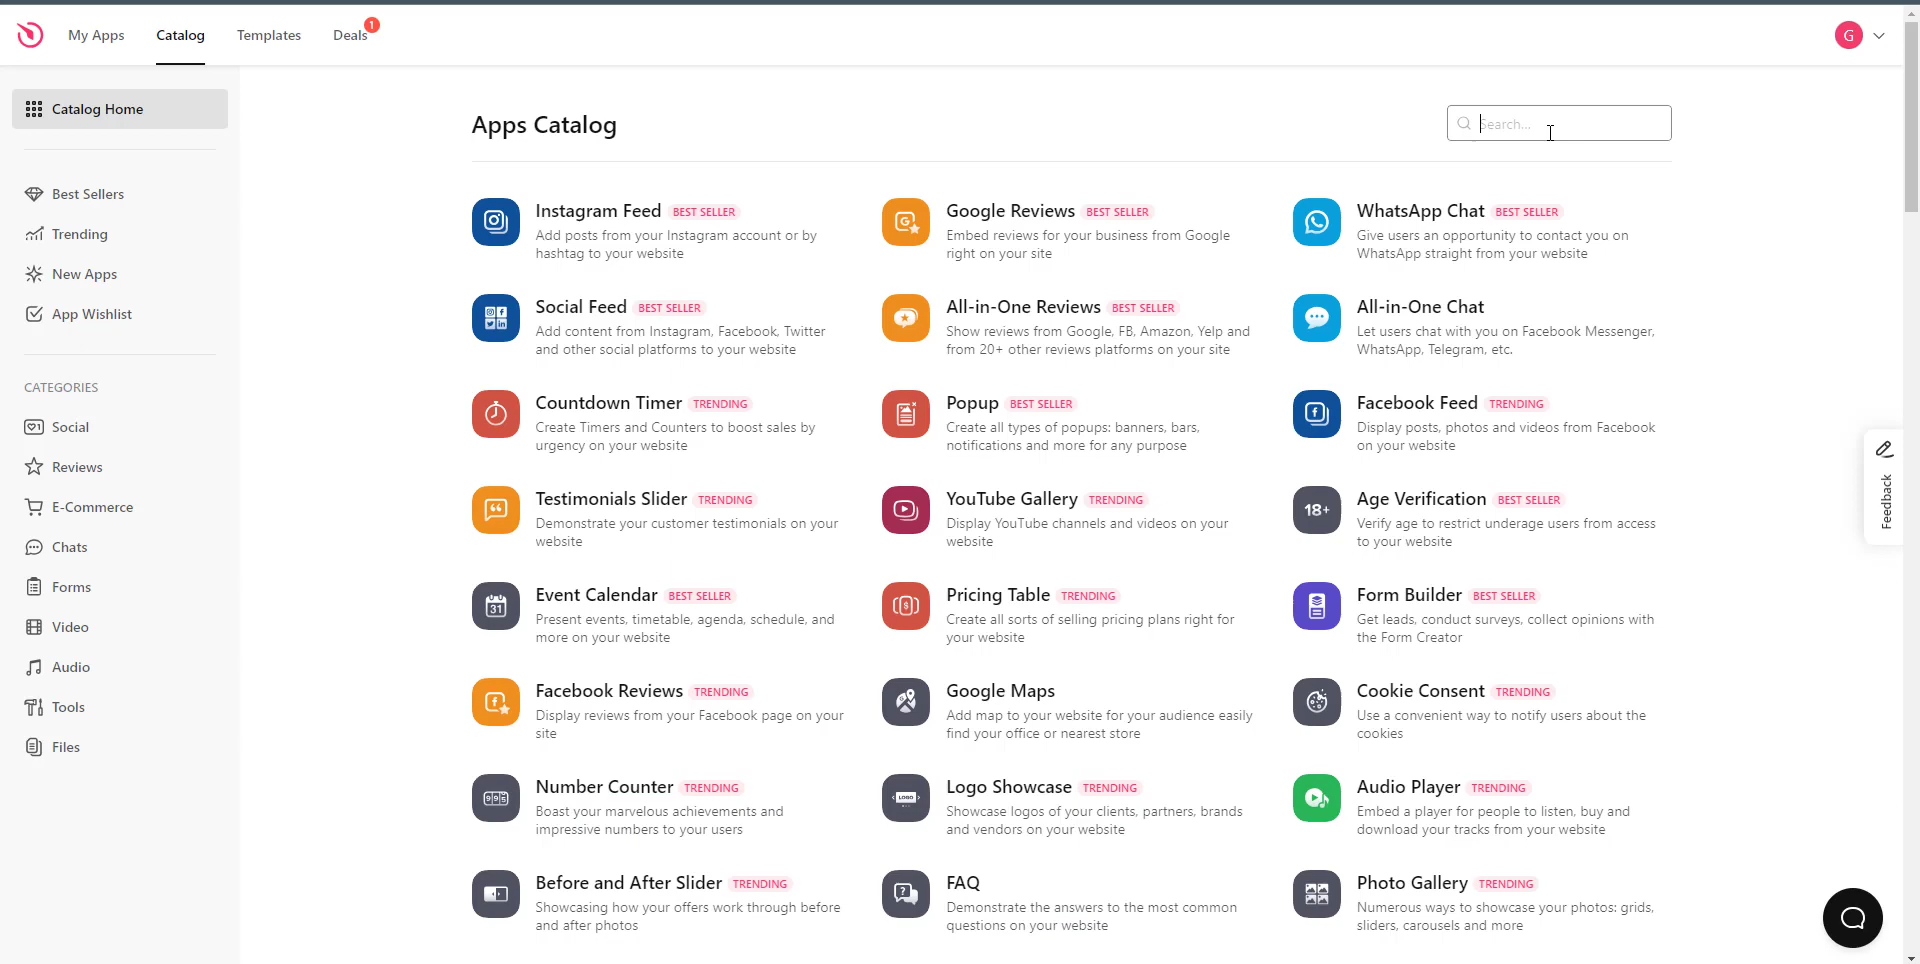 My Apps
Catalog
Templates
Deals
1
G
Catalog Home
Best Sellers
Trending
New Apps
App Wishlist
CATEGORIES
Social
Reviews
E-Commerce
Chats
Forms
Video
Audio
Tools
Files
Apps Catalog
Search...
Instagram Feed BEST SELLER
Add posts from your Instagram account or by
hashtag to your website
Google Reviews BEST SELLER
Embed reviews for your business from Google
right on your site
WhatsApp Chat BEST SELLER
Give users an opportunity to contact you on
WhatsApp straight from your website
Social Feed BEST SELLER
Add content from Instagram, Facebook, Twitter
and other social platforms to your website
All-in-One Reviews BEST SELLER
Show reviews from Google, FB, Amazon, Yelp and
from 20+ other reviews platforms on your site
All-in-One Chat
Let users chat with you on Facebook Messenger,
WhatsApp, Telegram, etc.
Countdown Timer TRENDING
Create Timers and Counters to boost sales by
urgency on your website
Popup BEST SELLER
Create all types of popups: banners, bars,
notifications and more for any purpose
Facebook Feed TRENDING
Display posts, photos and videos from Facebook
on your website
Testimonials Slider TRENDING
Demonstrate your customer testimonials on your
website
YouTube Gallery TRENDING
Display YouTube channels and videos on your
website
18+
Age Verification BEST SELLER
Verify age to restrict underage users from access
to your website
31
Event Calendar BEST SELLER
Present events, timetable, agenda, schedule, and
more on your website
Pricing Table TRENDING
Create all sorts of selling pricing plans right for
your website
Form Builder BEST SELLER
Get leads, conduct surveys, collect opinions with
the Form Creator
Facebook Reviews TRENDING
Display reviews from your Facebook page on your
site
Google Maps
Add map to your website for your audience easily
find your office or nearest store
Cookie Consent TRENDING
Use a convenient way to notify users about the
cookies
995
Number Counter TRENDING
Boast your marvelous achievements and
impressive numbers to your users
LOGO
Logo Showcase TRENDING
Showcase logos of your clients, partners, brands
and vendors on your website
Audio Player TRENDING
Embed a player for people to listen, buy and
download your tracks from your website
Before and After Slider TRENDING
Showcasing how your offers work through before
and after photos
FAQ
Demonstrate the answers to the most common
questions on your website
Photo Gallery TRENDING
Numerous ways to showcase your photos: grids,
sliders, carousels and more
Feedback